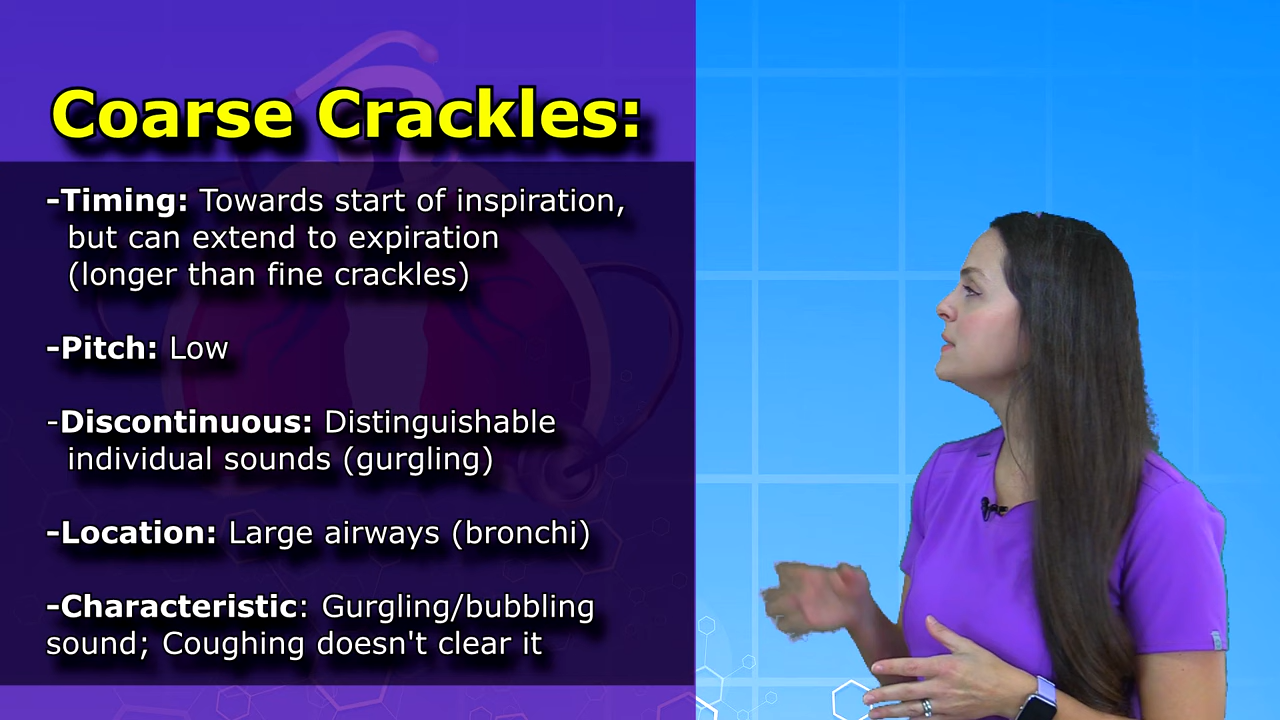 Coarse Crackles:
-Timing: Towards start of inspiration,
but can extend to expiration
(longer than fine crackles)
-Pitch: Low
-Discontinuous: Distinguishable
individual sounds (gurgling)
-Location: Large airways (bronchi)
-Characteristic: Gurgling/bubbling
sound; Coughing doesn't clear it